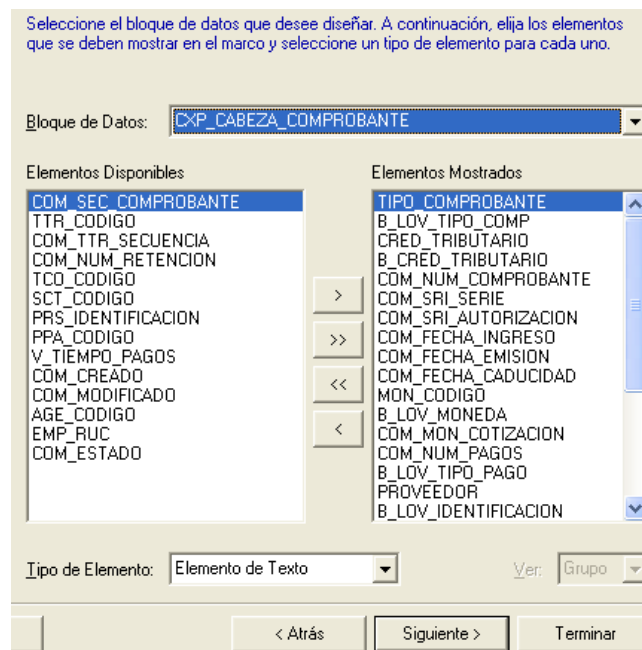 Seleccione el bloque de datos que desee diseñar. A continuación, elija los elementos
que se deben mostrar en el marco y seleccione un tipo de elemento para cada uno.
Bloque de Datos: CXP_CABEZA_COMPROBANTE
Elementos Disponibles
COM_SEC_COMPROBANTE
TTR_CODIGO
COM_TTR_SECUENCIA
COM_NUM_RETENCION
TCO_CODIGO
SCT_CODIGO
PRS_IDENTIFICACION
PPA_CODIGO
V_TIEMPO_PAGOS
COM_CREADO
COM_MODIFICADO
AGE_CODIGO
EMP_RUC
COM_ESTADO
>
>>
<<
<
Elementos Mostrados
TIPO_COMPROBANTE
B_LOV_TIPO_COMP
CRED_TRIBUTARIO
B_CRED_TRIBUTARIO
COM_NUM_COMPROBANTE
COM_SRI_SERIE
COM_SRI_AUTORIZACION
COM_FECHA_INGRESO
COM_FECHA_EMISION
COM_FECHA_CADUCIDAD
MON_CODIGO
B_LOV_MONEDA
COM_MON_COTIZACION
COM_NUM_PAGOS
B_LOV_TIPO_PAGO
PROVEEDOR
B_LOV_IDENTIFICACION
Tipo de Elemento: Elemento de Texto
Ver: Grupo
< Atrás
Siguiente >
Terminar